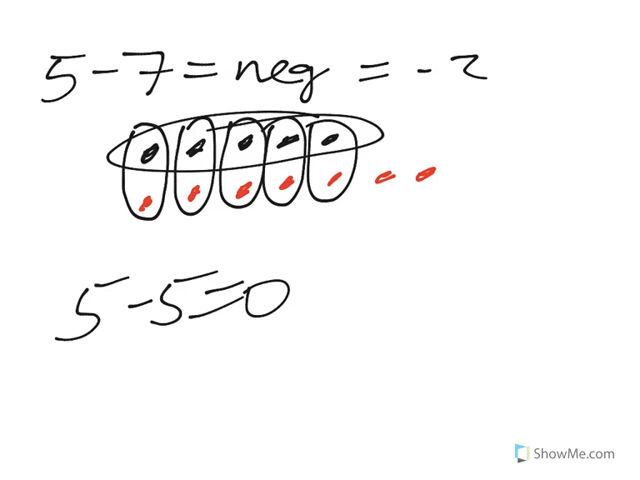 5 - 7 = neg = - 2
5 - 5 = 0
ShowMe.com